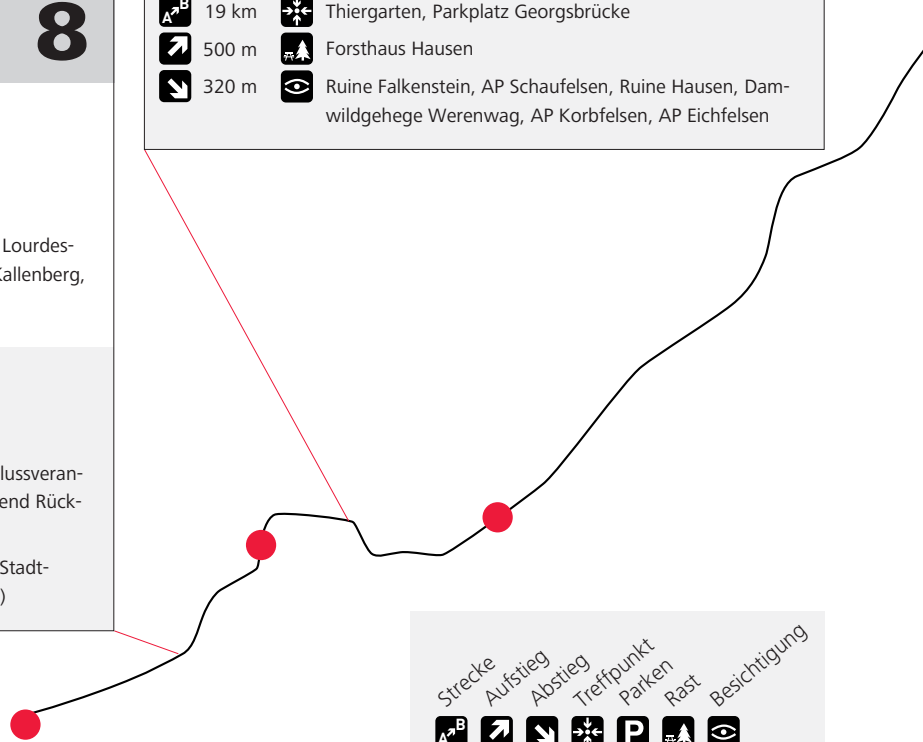 8
Lourdes-
Kallenberg,
lussveran-
end Rück-
Stadt-
)
A B 19 km Thiergarten, Parkplatz Georgsbrücke
500 m Forsthaus Hausen
320 m Ruine Falkenstein, AP Schaufelsen, Ruine Hausen, Dam-
wildgehege Werenwag, AP Korbfelsen, AP Eichfelsen
Strecke Aufstieg Abstieg Treffpunkt Parken Rast Besichtigung
A B P